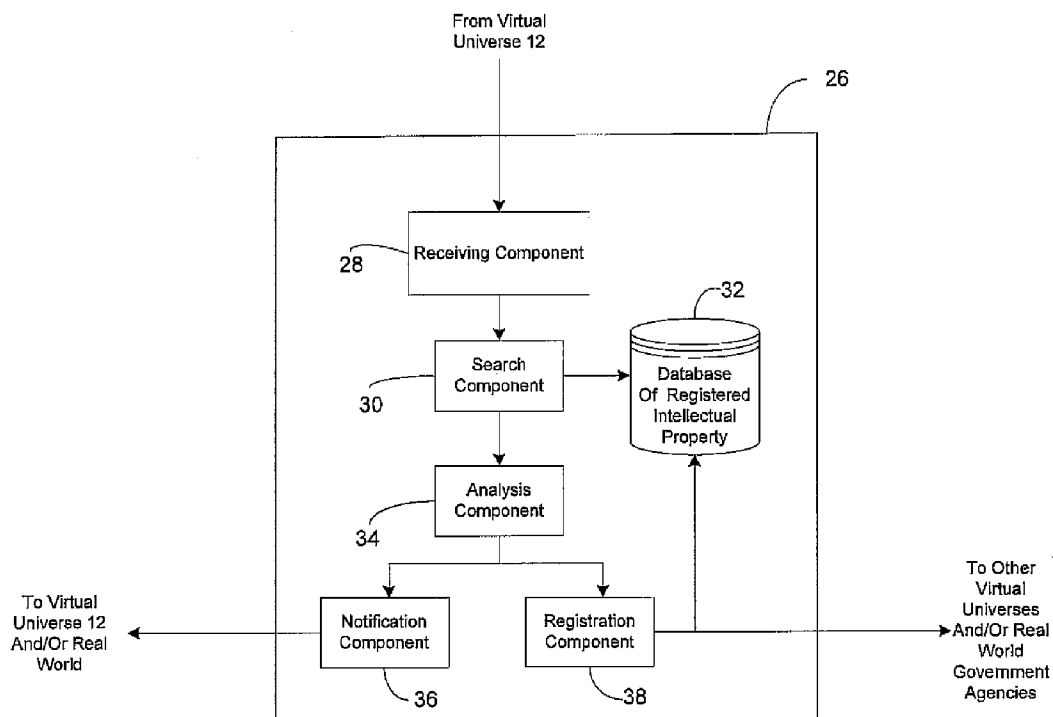 From Virtual
Universe 12
26
Receiving Component
28
32
Search
Component
30
Database
Of Registered
Intellectual
Property
Analysis
Component
34
To Virtual
Universe 12
And/Or Real
World
Notification
Component
36
Registration
Component
38
To Other
Virtual
Universes
And/Or Real
World
Government
Agencies